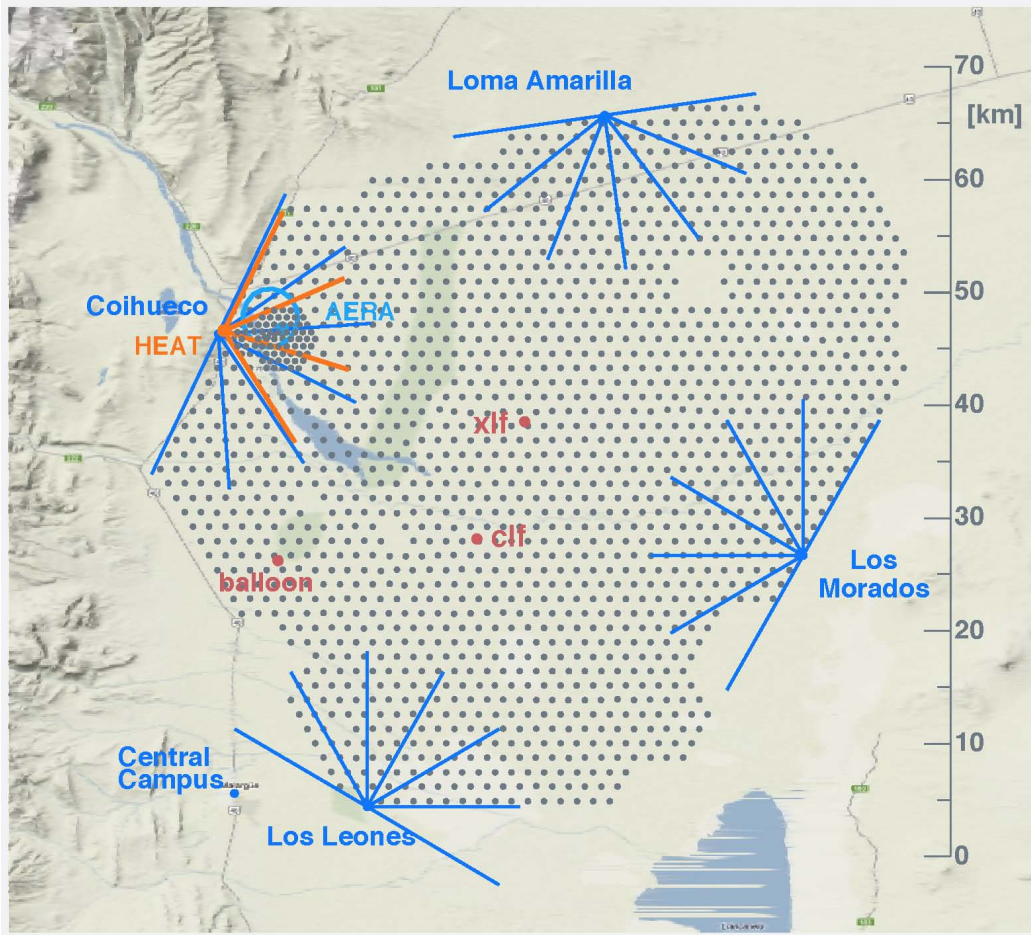 Loma Amarilla
70
[km]
60
50
Coihueco
AERA
HEAT
40
xlf
30
clf
Los
Morados
balloon
20
10
Central
Campus
Los Leones
0